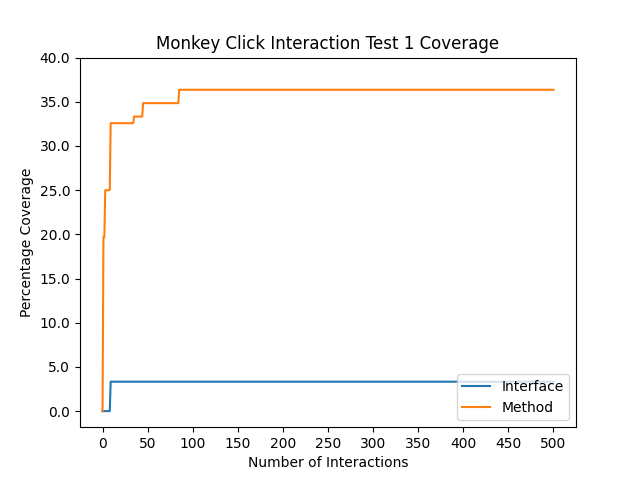 Monkey Click Interaction Test 1 Coverage
40.0
35.0
30.0
25.0
20.0
15.0
10.0
5.0
0.0
Percentage Coverage
Interface
Method
0 50 100 150 200 250 300 350 400 450 500
Number of Interactions